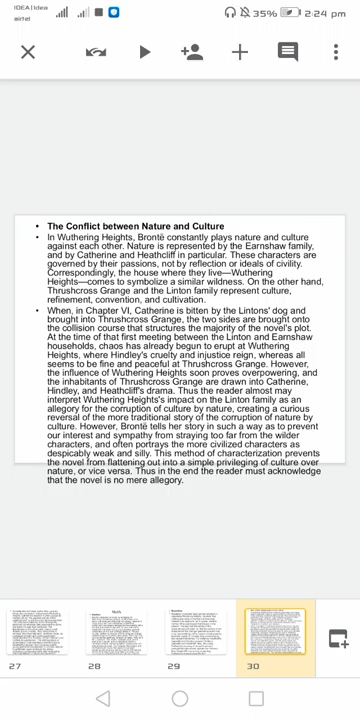 IDEA|Idea
airtel
35%
2:24 pm
• The Conflict between Nature and Culture
• In Wuthering Heights, Brontë constantly plays nature and culture
against each other. Nature is represented by the Earnshaw family,
and by Catherine and Heathcliff in particular. These characters are
governed by their passions, not by reflection or ideals of civility.
Correspondingly, the house where they live—Wuthering
Heights—comes to symbolize a similar wildness. On the other hand,
Thrushcross Grange and the Linton family represent culture,
refinement, convention, and cultivation.
• When, in Chapter VI, Catherine is bitten by the Lintons' dog and
brought into Thrushcross Grange, the two sides are brought onto
the collision course that structures the majority of the novel's plot.
At the time of that first meeting between the Linton and Earnshaw
households, chaos has already begun to erupt at Wuthering
Heights, where Hindley's cruelty and injustice reign, whereas all
seems to be fine and peaceful at Thrushcross Grange. However,
the influence of Wuthering Heights soon proves overpowering, and
the inhabitants of Thrushcross Grange are drawn into Catherine,
Hindley, and Heathcliff's drama. Thus the reader almost may
interpret Wuthering Heights's impact on the Linton family as an
allegory for the corruption of culture by nature, creating a curious
reversal of the more traditional story of the corruption of nature by
culture. However, Brontë tells her story in such a way as to prevent
our interest and sympathy from straying too far from the wilder
characters, and often portrays the more civilized characters as
despicably weak and silly. This method of characterization prevents
the novel from flattening out into a simple privileging of culture over
nature, or vice versa. Thus in the end the reader must acknowledge
that the novel is no mere allegory.
27
28
29
30